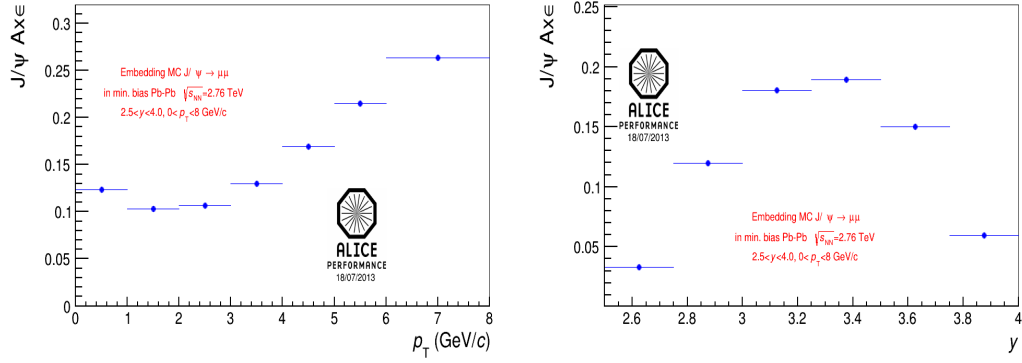 J/ψ Axϵ
0.3
0.25
0.2
0.15
0.1
0.05
0
Embedding MC J/ ψ → μμ
in min. bias Pb-Pb √sNN=2.76 TeV
2.5<y<4.0, 0< pT<8 GeV/c
ALICE
PERFORMANCE
18/07/2013
0 1 2 3 4 5 6 7 8
pT (GeV/c)
J/ψ Axϵ
0.25
0.2
0.15
0.1
0.05
ALICE
PERFORMANCE
18/07/2013
Embedding MC J/ ψ → μμ
in min. bias Pb-Pb √sNN=2.76 TeV
2.5<y<4.0, 0< pT<8 GeV/c
2.6 2.8 3 3.2 3.4 3.6 3.8 4
y